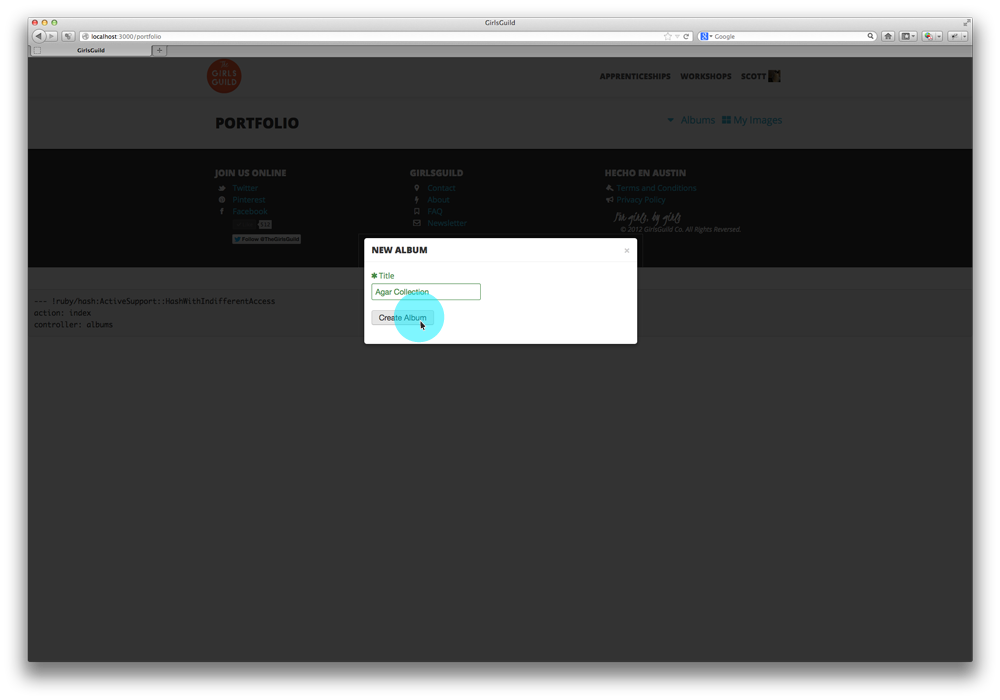 GirlsGuild
localhost:3000/portfolio
Google
GirlsGuild
GIRLS
GUILD
APPRENTICESHIPS WORKSHOPS SCOTT
PORTFOLIO
Albums My Images
JOIN US ONLINE
Twitter
Pinterest
Facebook
Follow @TheGirlsGuild
GIRLSGUILD
Contact
About
FAQ
Newsletter
HECHO EN AUSTIN
Terms and Conditions
Privacy Policy
For girls, by girls
© 2012 GirlsGuild Co. All Rights Reserved.
NEW ALBUM ×
✱ Title
Agar Collection
Create Album
--- !ruby/hash:ActiveSupport::HashWithIndifferentAccess
action: index
controller: albums